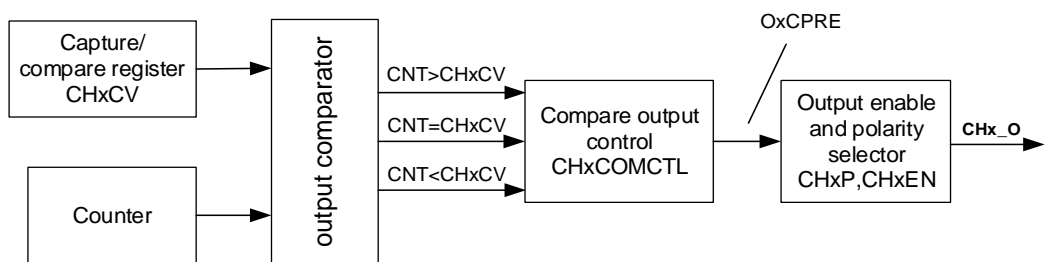 Capture/
compare register
CHxCV
Counter
output comparator
CNT>CHxCV
CNT=CHxCV
CNT<CHxCV
Compare output
control
CHxCOMCTL
OxCPRE
Output enable
and polarity
selector
CHxP,CHxEN
CHx_O